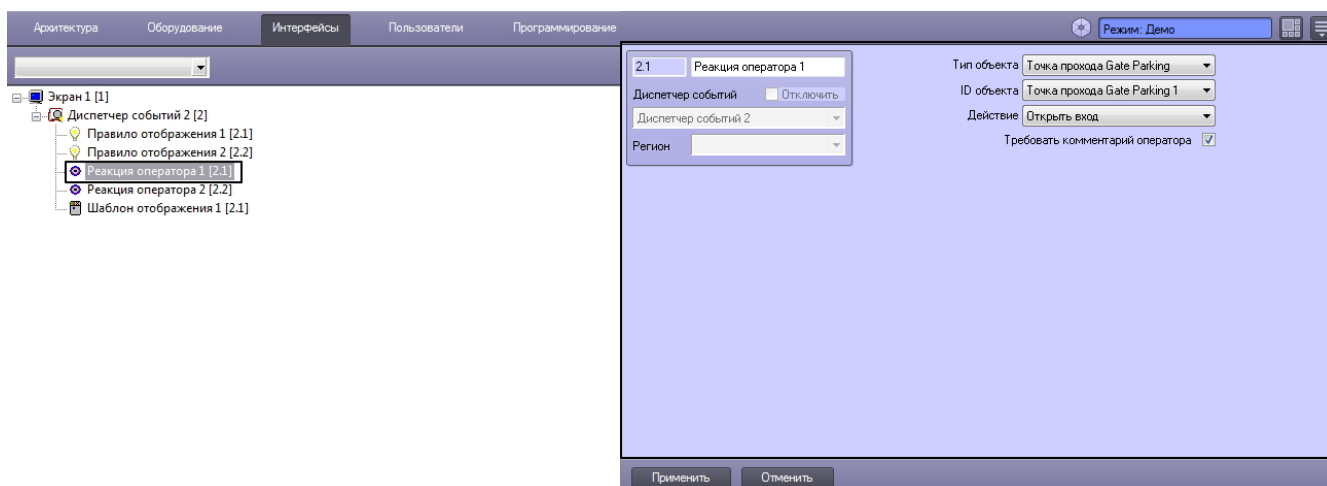 Архитектура Оборудование Интерфейсы Пользователи Программирование Режим: Демо
Экран 1 [1]
Диспетчер событий 2 [2]
Правило отображения 1 [2.1]
Правило отображения 2 [2.2]
Реакция оператора 1 [2.1]
Реакция оператора 2 [2.2]
Шаблон отображения 1 [2.1]
2.1 Реакция оператора 1
Диспетчер событий Отключить
Диспетчер событий 2
Регион
Тип объекта Точка прохода Gate Parking
ID объекта Точка прохода Gate Parking 1
Действие Открыть вход
Требовать комментарий оператора
Применить Отменить